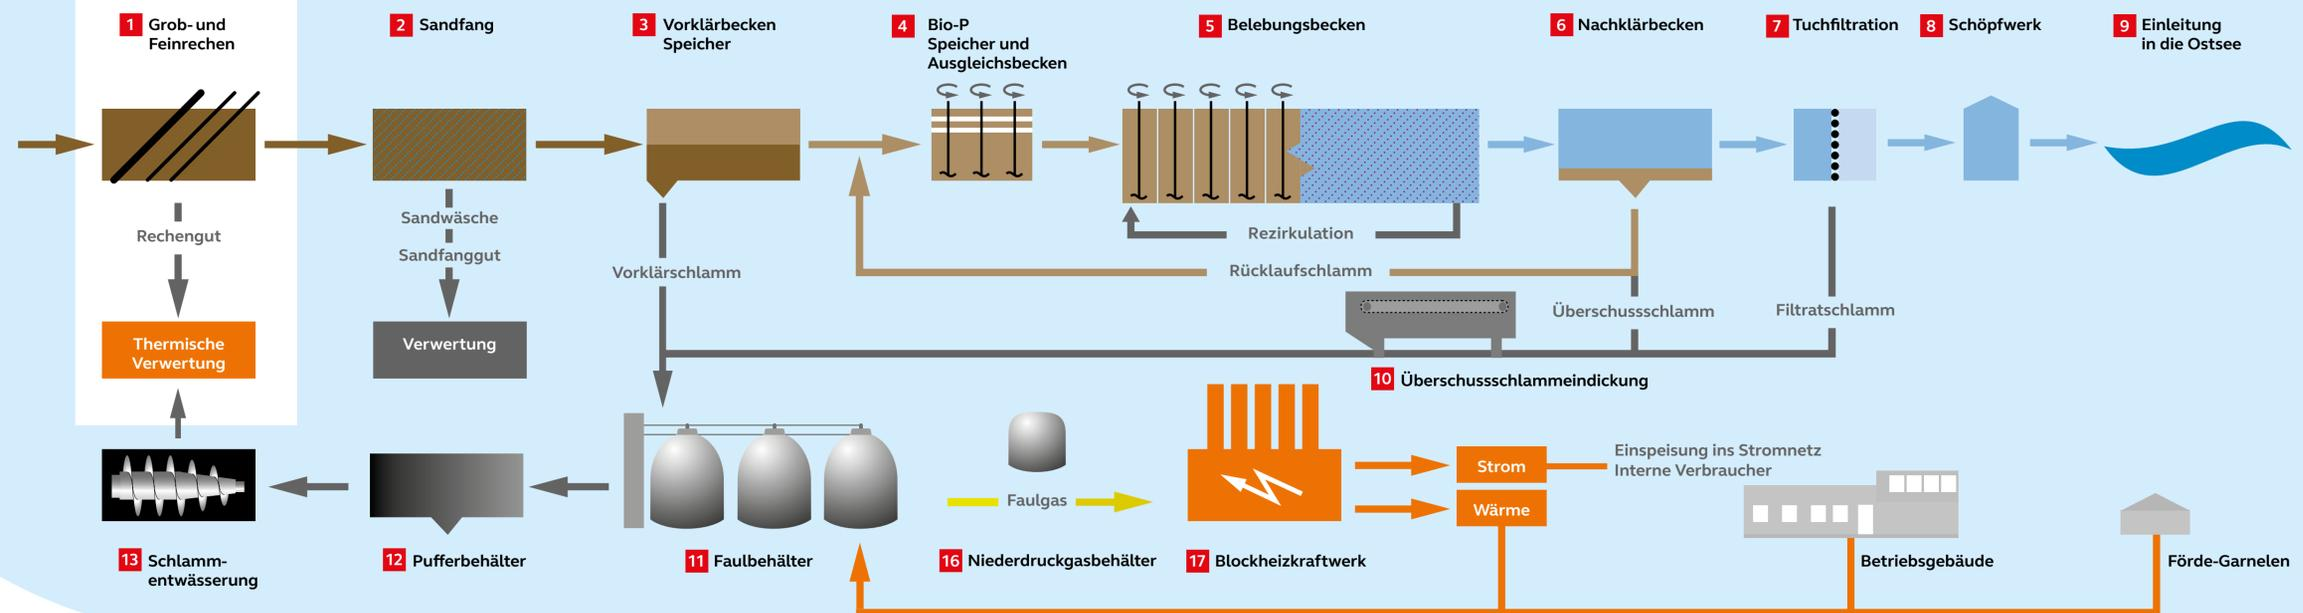 1 Grob- und
Feinrechen
2 Sandfang
3 Vorklärbecken
Speicher
4 Bio-P
Speicher und
Ausgleichsbecken
5 Belebungsbecken
6 Nachklärbecken
7 Tuchfiltration
8 Schöpfwerk
9 Einleitung
in die Ostsee
Rechengut
Sandwäsche
Sandfanggut
Vorklärschlamm
Rezirkulation
Rücklaufschlamm
Überschussschlamm
Filtratschlamm
Thermische
Verwertung
Verwertung
10 Überschussschlammeindickung
Strom
Einspeisung ins Stromnetz
Interne Verbraucher
Faulgas
Wärme
13 Schlamm-
entwässerung
12 Pufferbehälter
11 Faulbehälter
16 Niederdruckgasbehälter
17 Blockheizkraftwerk
Betriebsgebäude
Förde-Garnelen